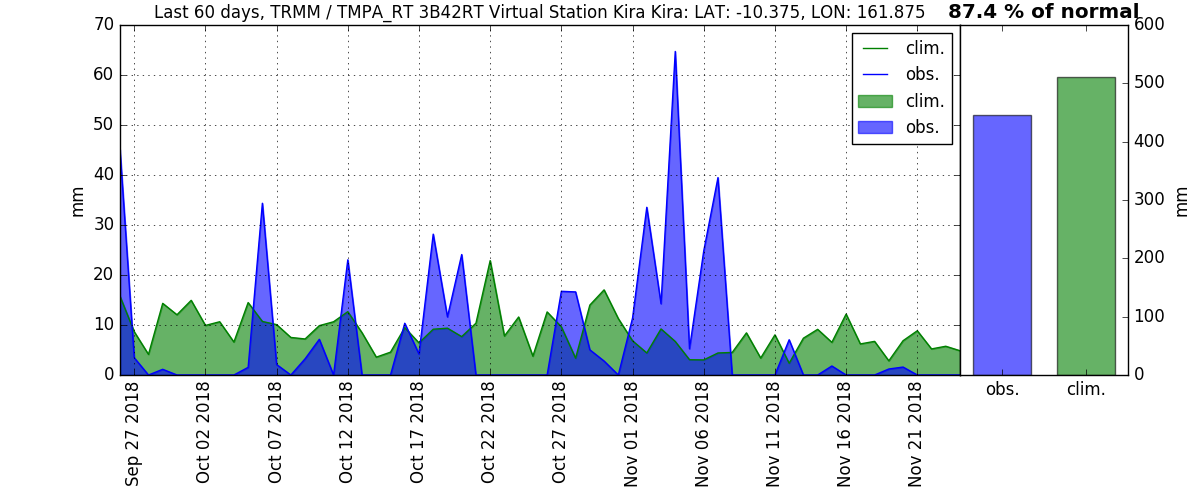 Last 60 days, TRMM / TMPA_RT 3B42RT Virtual Station Kira Kira: LAT: -10.375, LON: 161.875
87.4 % of normal
70
60
50
40
30
20
10
0
mm
clim.
obs.
clim.
obs.
Sep 27 2018
Oct 02 2018
Oct 07 2018
Oct 12 2018
Oct 17 2018
Oct 22 2018
Oct 27 2018
Nov 01 2018
Nov 06 2018
Nov 11 2018
Nov 16 2018
Nov 21 2018
600
500
400
300
200
100
0
mm
obs.
clim.